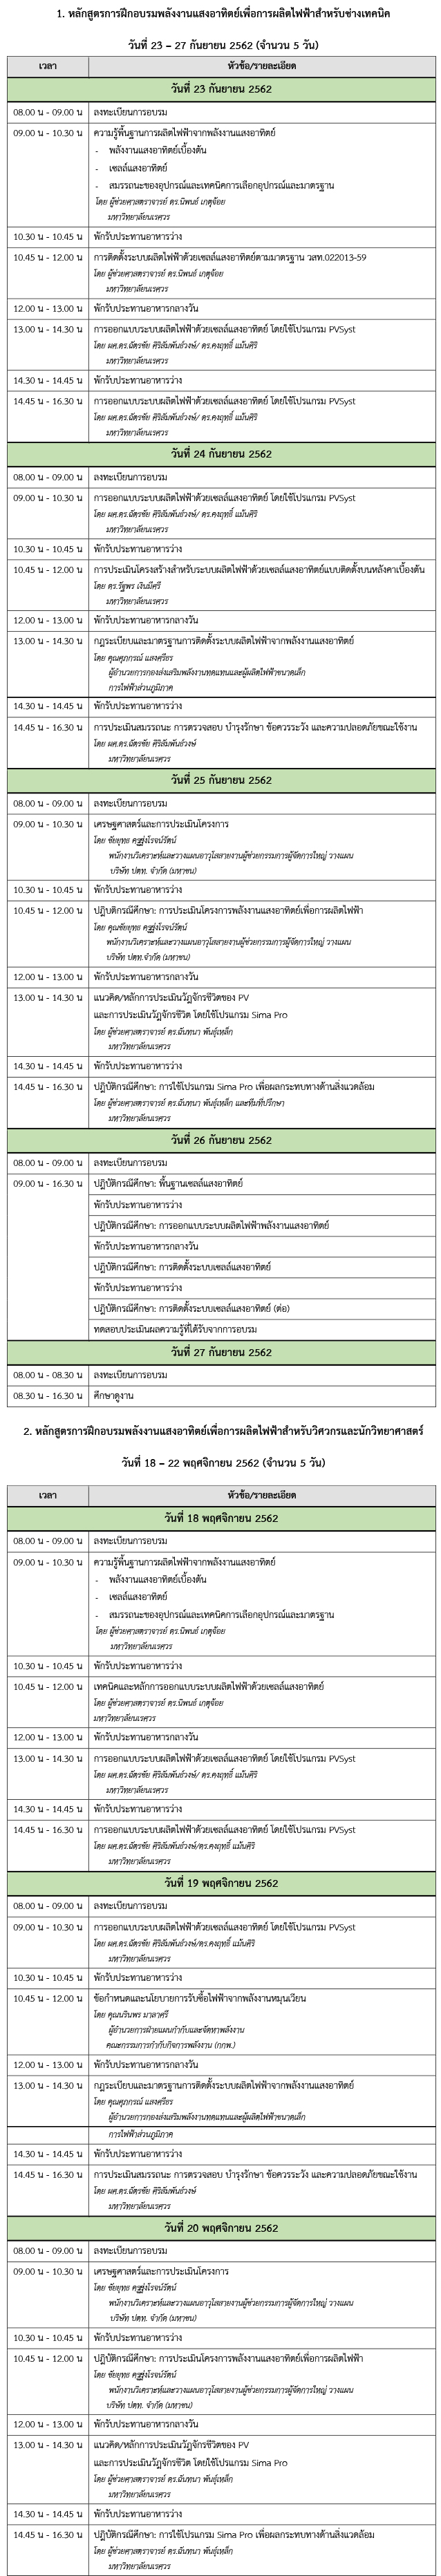 1. หลักสูตรการฝึกอบรมพลังงานแสงอาทิตย์เพื่อการผลิตไฟฟ้าสำหรับช่างเทคนิค
วันที่ 23 – 27 กันยายน 2562 (จำนวน 5 วัน)
เวลา หัวข้อ/รายละเอียด
วันที่ 23 กันยายน 2562
08.00 น - 09.00 น ลงทะเบียนการอบรม
09.00 น - 10.30 น ความรู้พื้นฐานการผลิตไฟฟ้าจากพลังงานแสงอาทิตย์
- พลังงานแสงอาทิตย์เบื้องต้น
- เซลล์แสงอาทิตย์
- สมรรถนะของอุปกรณ์และเทคนิคการเลือกอุปกรณ์และมาตรฐาน
โดย ผู้ช่วยศาสตราจารย์ ดร.นิพนธ์ เกตุจ้อย
มหาวิทยาลัยนเรศวร
10.30 น - 10.45 น พักรับประทานอาหารว่าง
10.45 น - 12.00 น การติดตั้งระบบผลิตไฟฟ้าด้วยเซลล์แสงอาทิตย์ตามมาตรฐาน วสท.022013-59
โดย ผู้ช่วยศาสตราจารย์ ดร.นิพนธ์ เกตุจ้อย
มหาวิทยาลัยนเรศวร
12.00 น - 13.00 น พักรับประทานอาหารกลางวัน
13.00 น - 14.30 น การออกแบบระบบผลิตไฟฟ้าด้วยเซลล์แสงอาทิตย์ โดยใช้โปรแกรม PVSyst
โดย ผศ.ดร.ฉัตรชัย ศิริสัมพันธ์วงษ์/ ดร.คงฤทธิ์ แม้นศิริ
มหาวิทยาลัยนเรศวร
14.30 น - 14.45 น พักรับประทานอาหารว่าง
14.45 น - 16.30 น การออกแบบระบบผลิตไฟฟ้าด้วยเซลล์แสงอาทิตย์ โดยใช้โปรแกรม PVSyst
โดย ผศ.ดร.ฉัตรชัย ศิริสัมพันธ์วงษ์/ ดร.คงฤทธิ์ แม้นศิริ
มหาวิทยาลัยนเรศวร
วันที่ 24 กันยายน 2562
08.00 น - 09.00 น ลงทะเบียนการอบรม
09.00 น - 10.30 น การออกแบบระบบผลิตไฟฟ้าด้วยเซลล์แสงอาทิตย์ โดยใช้โปรแกรม PVSyst
โดย ผศ.ดร.ฉัตรชัย ศิริสัมพันธ์วงษ์/ ดร.คงฤทธิ์ แม้นศิริ
มหาวิทยาลัยนเรศวร
10.30 น - 10.45 น พักรับประทานอาหารว่าง
10.45 น - 12.00 น การประเมินโครงสร้างสำหรับระบบผลิตไฟฟ้าด้วยเซลล์แสงอาทิตย์แบบติดตั้งบนหลังคาเบื้องต้น
โดย ดร.รัฐพร เงินมีศรี
มหาวิทยาลัยนเรศวร
12.00 น - 13.00 น พักรับประทานอาหารกลางวัน
13.00 น - 14.30 น กฎระเบียบและมาตรฐานการติดตั้งระบบผลิตไฟฟ้าจากพลังงานแสงอาทิตย์
โดย คุณศุภกรณ์ แสงศรีธร
ผู้อำนวยการกองส่งเสริมพลังงานทดแทนและผู้ผลิตไฟฟ้าขนาดเล็ก
การไฟฟ้าส่วนภูมิภาค
14.30 น - 14.45 น พักรับประทานอาหารว่าง
14.45 น - 16.30 น การประเมินสมรรถนะ การตรวจสอบ บำรุงรักษา ข้อควรระวัง และความปลอดภัยขณะใช้งาน
โดย ผศ.ดร.ฉัตรชัย ศิริสัมพันธ์วงษ์
มหาวิทยาลัยนเรศวร
วันที่ 25 กันยายน 2562
08.00 น - 09.00 น ลงทะเบียนการอบรม
09.00 น - 10.30 น เศรษฐศาสตร์และการประเมินโครงการ
โดย ชัยยุทธ ครุฑุ่งโรจน์รัตน์
พนักงานวิเคราะห์และวางแผนอาวุโสสายงานผู้ช่วยกรรมการผู้จัดการใหญ่ วางแผน
บริษัท ปตท. จำกัด (มหาชน)
10.30 น - 10.45 น พักรับประทานอาหารว่าง
10.45 น - 12.00 น ปฎิบัติกรณีศึกษา: การประเมินโครงการพลังงานแสงอาทิตย์เพื่อการผลิตไฟฟ้า
โดย คุณชัยยุทธ ครุฑุ่งโรจน์รัตน์
พนักงานวิเคราะห์และวางแผนอาวุโสสายงานผู้ช่วยกรรมการผู้จัดการใหญ่ วางแผน
บริษัท ปตท.จำกัด (มหาชน)
12.00 น - 13.00 น พักรับประทานอาหารกลางวัน
13.00 น - 14.30 น แนวคิด/หลักการประเมินวัฎจักรชีวิตของ PV
และการประเมินวัฎจักรชีวิต โดยใช้โปรแกรม Sima Pro
โดย ผู้ช่วยศาสตราจารย์ ดร.ฉันทนา พันธุ์เหล็ก
มหาวิทยาลัยนเรศวร
14.30 น - 14.45 น พักรับประทานอาหารว่าง
14.45 น - 16.30 น ปฎิบัติกรณีศึกษา: การใช้โปรแกรม Sima Pro เพื่อผลกระทบทางด้านสิ่งแวดล้อม
โดย ผู้ช่วยศาสตราจารย์ ดร.ฉันทนา พันธุ์เหล็ก และทีมที่ปรึกษา
มหาวิทยาลัยนเรศวร
วันที่ 26 กันยายน 2562
08.00 น - 09.00 น ลงทะเบียนการอบรม
09.00 น - 16.30 น ปฎิบัติกรณีศึกษา: พื้นฐานเซลล์แสงอาทิตย์
พักรับประทานอาหารว่าง
ปฎิบัติกรณีศึกษา: การออกแบบระบบผลิตไฟฟ้าพลังงานแสงอาทิตย์
พักรับประทานอาหารกลางวัน
ปฎิบัติกรณีศึกษา: การติดตั้งระบบเซลล์แสงอาทิตย์
พักรับประทานอาหารว่าง
ปฎิบัติกรณีศึกษา: การติดตั้งระบบเซลล์แสงอาทิตย์ (ต่อ)
ทดสอบประเมินผลความรู้ที่ได้รับจากการอบรม
วันที่ 27 กันยายน 2562
08.00 น - 08.30 น ลงทะเบียนการอบรม
08.30 น - 16.30 น ศึกษาดูงาน
2. หลักสูตรการฝึกอบรมพลังงานแสงอาทิตย์เพื่อการผลิตไฟฟ้าสำหรับวิศวกรและนักวิทยาศาสตร์
วันที่ 18 – 22 พฤศจิกายน 2562 (จำนวน 5 วัน)
เวลา หัวข้อ/รายละเอียด
วันที่ 18 พฤศจิกายน 2562
08.00 น - 09.00 น ลงทะเบียนการอบรม
09.00 น - 10.30 น ความรู้พื้นฐานการผลิตไฟฟ้าจากพลังงานแสงอาทิตย์
- พลังงานแสงอาทิตย์เบื้องต้น
- เซลล์แสงอาทิตย์
- สมรรถนะของอุปกรณ์และเทคนิคการเลือกอุปกรณ์และมาตรฐาน
โดย ผู้ช่วยศาสตราจารย์ ดร.นิพนธ์ เกตุจ้อย
มหาวิทยาลัยนเรศวร
10.30 น - 10.45 น พักรับประทานอาหารว่าง
10.45 น - 12.00 น เทคนิคและหลักการออกแบบระบบผลิตไฟฟ้าด้วยเซลล์แสงอาทิตย์
โดย ผู้ช่วยศาสตราจารย์ ดร.นิพนธ์ เกตุจ้อย
มหาวิทยาลัยนเรศวร
12.00 น - 13.00 น พักรับประทานอาหารกลางวัน
13.00 น - 14.30 น การออกแบบระบบผลิตไฟฟ้าด้วยเซลล์แสงอาทิตย์ โดยใช้โปรแกรม PVSyst
โดย ผศ.ดร.ฉัตรชัย ศิริสัมพันธ์วงษ์/ ดร.คงฤทธิ์ แม้นศิริ
มหาวิทยาลัยนเรศวร
14.30 น - 14.45 น พักรับประทานอาหารว่าง
14.45 น - 16.30 น การออกแบบระบบผลิตไฟฟ้าด้วยเซลล์แสงอาทิตย์ โดยใช้โปรแกรม PVSyst
โดย ผศ.ดร.ฉัตรชัย ศิริสัมพันธ์วงษ์/ดร.คงฤทธิ์ แม้นศิริ
มหาวิทยาลัยนเรศวร
วันที่ 19 พฤศจิกายน 2562
08.00 น - 09.00 น ลงทะเบียนการอบรม
09.00 น - 10.30 น การออกแบบระบบผลิตไฟฟ้าด้วยเซลล์แสงอาทิตย์ โดยใช้โปรแกรม PVSyst
โดย ผศ.ดร.ฉัตรชัย ศิริสัมพันธ์วงษ์/ดร.คงฤทธิ์ แม้นศิริ
มหาวิทยาลัยนเรศวร
10.30 น - 10.45 น พักรับประทานอาหารว่าง
10.45 น - 12.00 น ข้อกำหนดและนโยบายการรับซื้อไฟฟ้าจากพลังงานหมุนเวียน
โดย คุณนรินพร มาลาศรี
ผู้อำนวยการฝ่ายแผนกำกับและจัดหาพลังงาน
คณะกรรมการกำกับกิจการพลังงาน (กกพ.)
12.00 น - 13.00 น พักรับประทานอาหารกลางวัน
13.00 น - 14.30 น กฎระเบียบและมาตรฐานการติดตั้งระบบผลิตไฟฟ้าจากพลังงานแสงอาทิตย์
โดย คุณศุภกรณ์ แสงศรีธร
ผู้อำนวยการกองส่งเสริมพลังงานทดแทนและผู้ผลิตไฟฟ้าขนาดเล็ก
การไฟฟ้าส่วนภูมิภาค
14.30 น - 14.45 น พักรับประทานอาหารว่าง
14.45 น - 16.30 น การประเมินสมรรถนะ การตรวจสอบ บำรุงรักษา ข้อควรระวัง และความปลอดภัยขณะใช้งาน
โดย ผศ.ดร.ฉัตรชัย ศิริสัมพันธ์วงษ์
มหาวิทยาลัยนเรศวร
วันที่ 20 พฤศจิกายน 2562
08.00 น - 09.00 น ลงทะเบียนการอบรม
09.00 น - 10.30 น เศรษฐศาสตร์และการประเมินโครงการ
โดย ชัยยุทธ ครุฑุ่งโรจน์รัตน์
พนักงานวิเคราะห์และวางแผนอาวุโสสายงานผู้ช่วยกรรมการผู้จัดการใหญ่ วางแผน
บริษัท ปตท. จำกัด (มหาชน)
10.30 น - 10.45 น พักรับประทานอาหารว่าง
10.45 น - 12.00 น ปฎิบัติกรณีศึกษา: การประเมินโครงการพลังงานแสงอาทิตย์เพื่อการผลิตไฟฟ้า
โดย ชัยยุทธ ครุฑุ่งโรจน์รัตน์
พนักงานวิเคราะห์และวางแผนอาวุโสสายงานผู้ช่วยกรรมการผู้จัดการใหญ่ วางแผน
บริษัท ปตท. จำกัด (มหาชน)
12.00 น - 13.00 น พักรับประทานอาหารกลางวัน
13.00 น - 14.30 น แนวคิด/หลักการประเมินวัฎจักรชีวิตของ PV
และการประเมินวัฎจักรชีวิต โดยใช้โปรแกรม Sima Pro
โดย ผู้ช่วยศาสตราจารย์ ดร.ฉันทนา พันธุ์เหล็ก
มหาวิทยาลัยนเรศวร
14.30 น - 14.45 น พักรับประทานอาหารว่าง
14.45 น - 16.30 น ปฎิบัติกรณีศึกษา: การใช้โปรแกรม Sima Pro เพื่อผลกระทบทางด้านสิ่งแวดล้อม
โดย ผู้ช่วยศาสตราจารย์ ดร.ฉันทนา พันธุ์เหล็ก
มหาวิทยาลัยนเรศวร